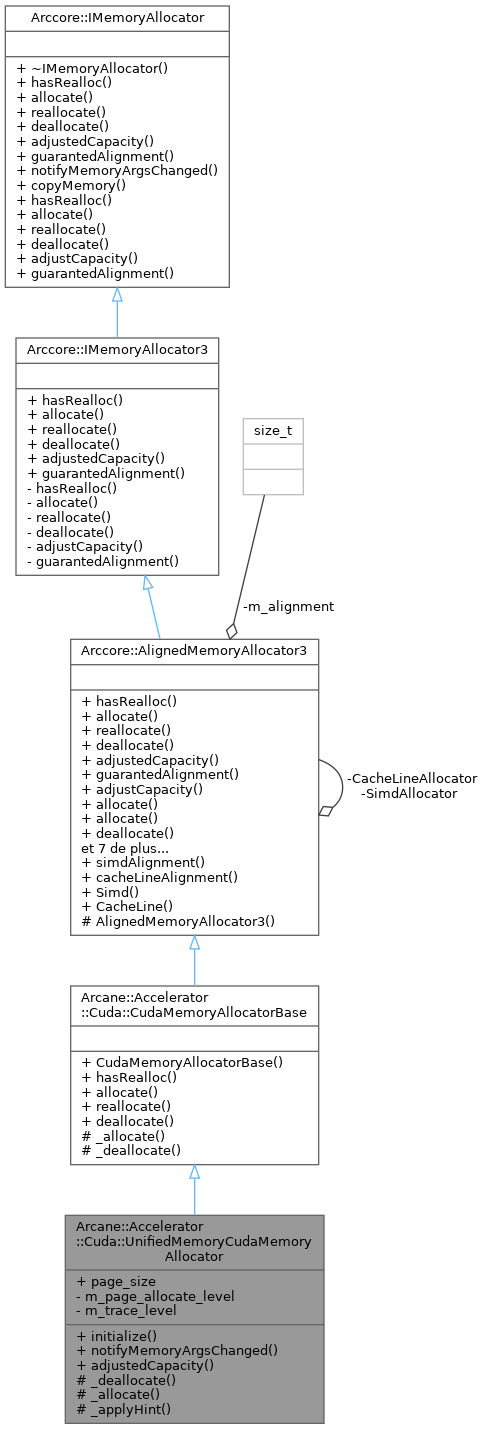 Arccore::IMemoryAllocator
+ ~IMemoryAllocator()
+ hasRealloc()
+ allocate()
+ reallocate()
+ deallocate()
+ adjustedCapacity()
+ guarantedAlignment()
+ notifyMemoryArgsChanged()
+ copyMemory()
+ hasRealloc()
+ allocate()
+ reallocate()
+ deallocate()
+ adjustCapacity()
+ guarantedAlignment()
Arccore::IMemoryAllocator3
+ hasRealloc()
+ allocate()
+ reallocate()
+ deallocate()
+ adjustedCapacity()
+ guarantedAlignment()
- hasRealloc()
- allocate()
- reallocate()
- deallocate()
- adjustCapacity()
- guarantedAlignment()
size_t
-m_alignment
Arccore::AlignedMemoryAllocator3
+ hasRealloc()
+ allocate()
+ reallocate()
+ deallocate()
+ adjustedCapacity()
+ guarantedAlignment()
+ adjustCapacity()
+ allocate()
+ allocate()
+ deallocate()
et 7 de plus...
+ simdAlignment()
+ cacheLineAlignment()
+ Simd()
+ CacheLine()
# AlignedMemoryAllocator3()
-CacheLineAllocator
-SimdAllocator
Arcane::Accelerator
::Cuda::CudaMemoryAllocatorBase
+ CudaMemoryAllocatorBase()
+ hasRealloc()
+ allocate()
+ reallocate()
+ deallocate()
# _allocate()
# _deallocate()
Arcane::Accelerator
::Cuda::UnifiedMemoryCudaMemory
Allocator
+ page_size
- m_page_allocate_level
- m_trace_level
+ initialize()
+ notifyMemoryArgsChanged()
+ adjustedCapacity()
# _deallocate()
# _allocate()
# _applyHint()